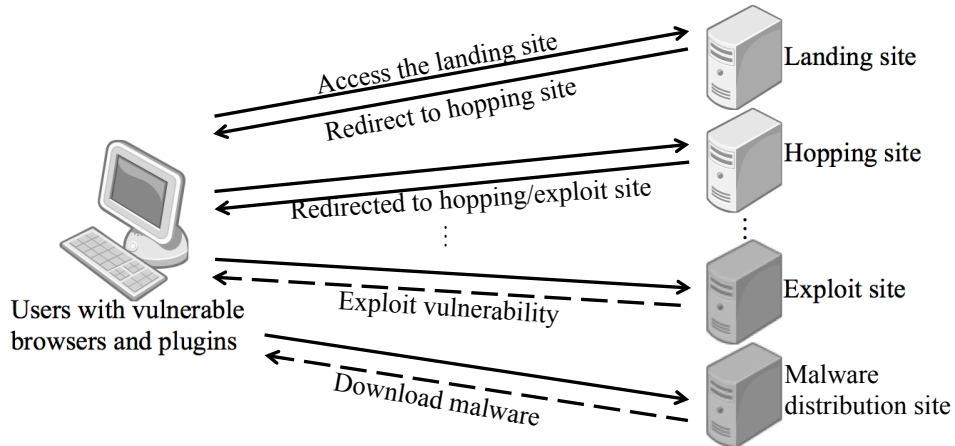 Access the landing site
Landing site
Redirect to hopping site
Hopping site
Redirected to hopping/exploit site
Exploit site
Exploit vulnerability
Users with vulnerable
browsers and plugins
Malware
distribution site
Download malware